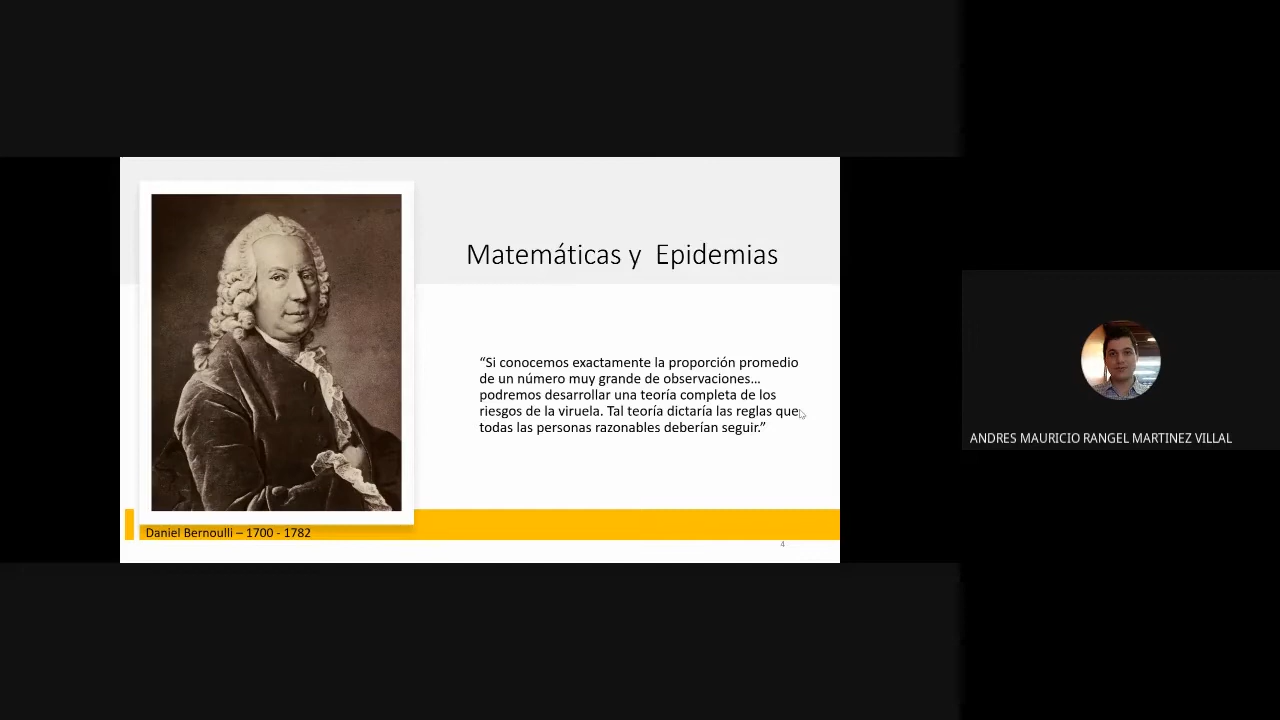 Matemáticas y  Epidemias
“Si conocemos exactamente la proporción promedio
de un número muy grande de observaciones…
podremos desarrollar una teoría completa de los
riesgos de la viruela. Tal teoría dictaría las reglas que
todas las personas razonables deberían seguir.”
Daniel Bernoulli – 1700 - 1782
4
ANDRES MAURICIO RANGEL MARTINEZ VILLAL